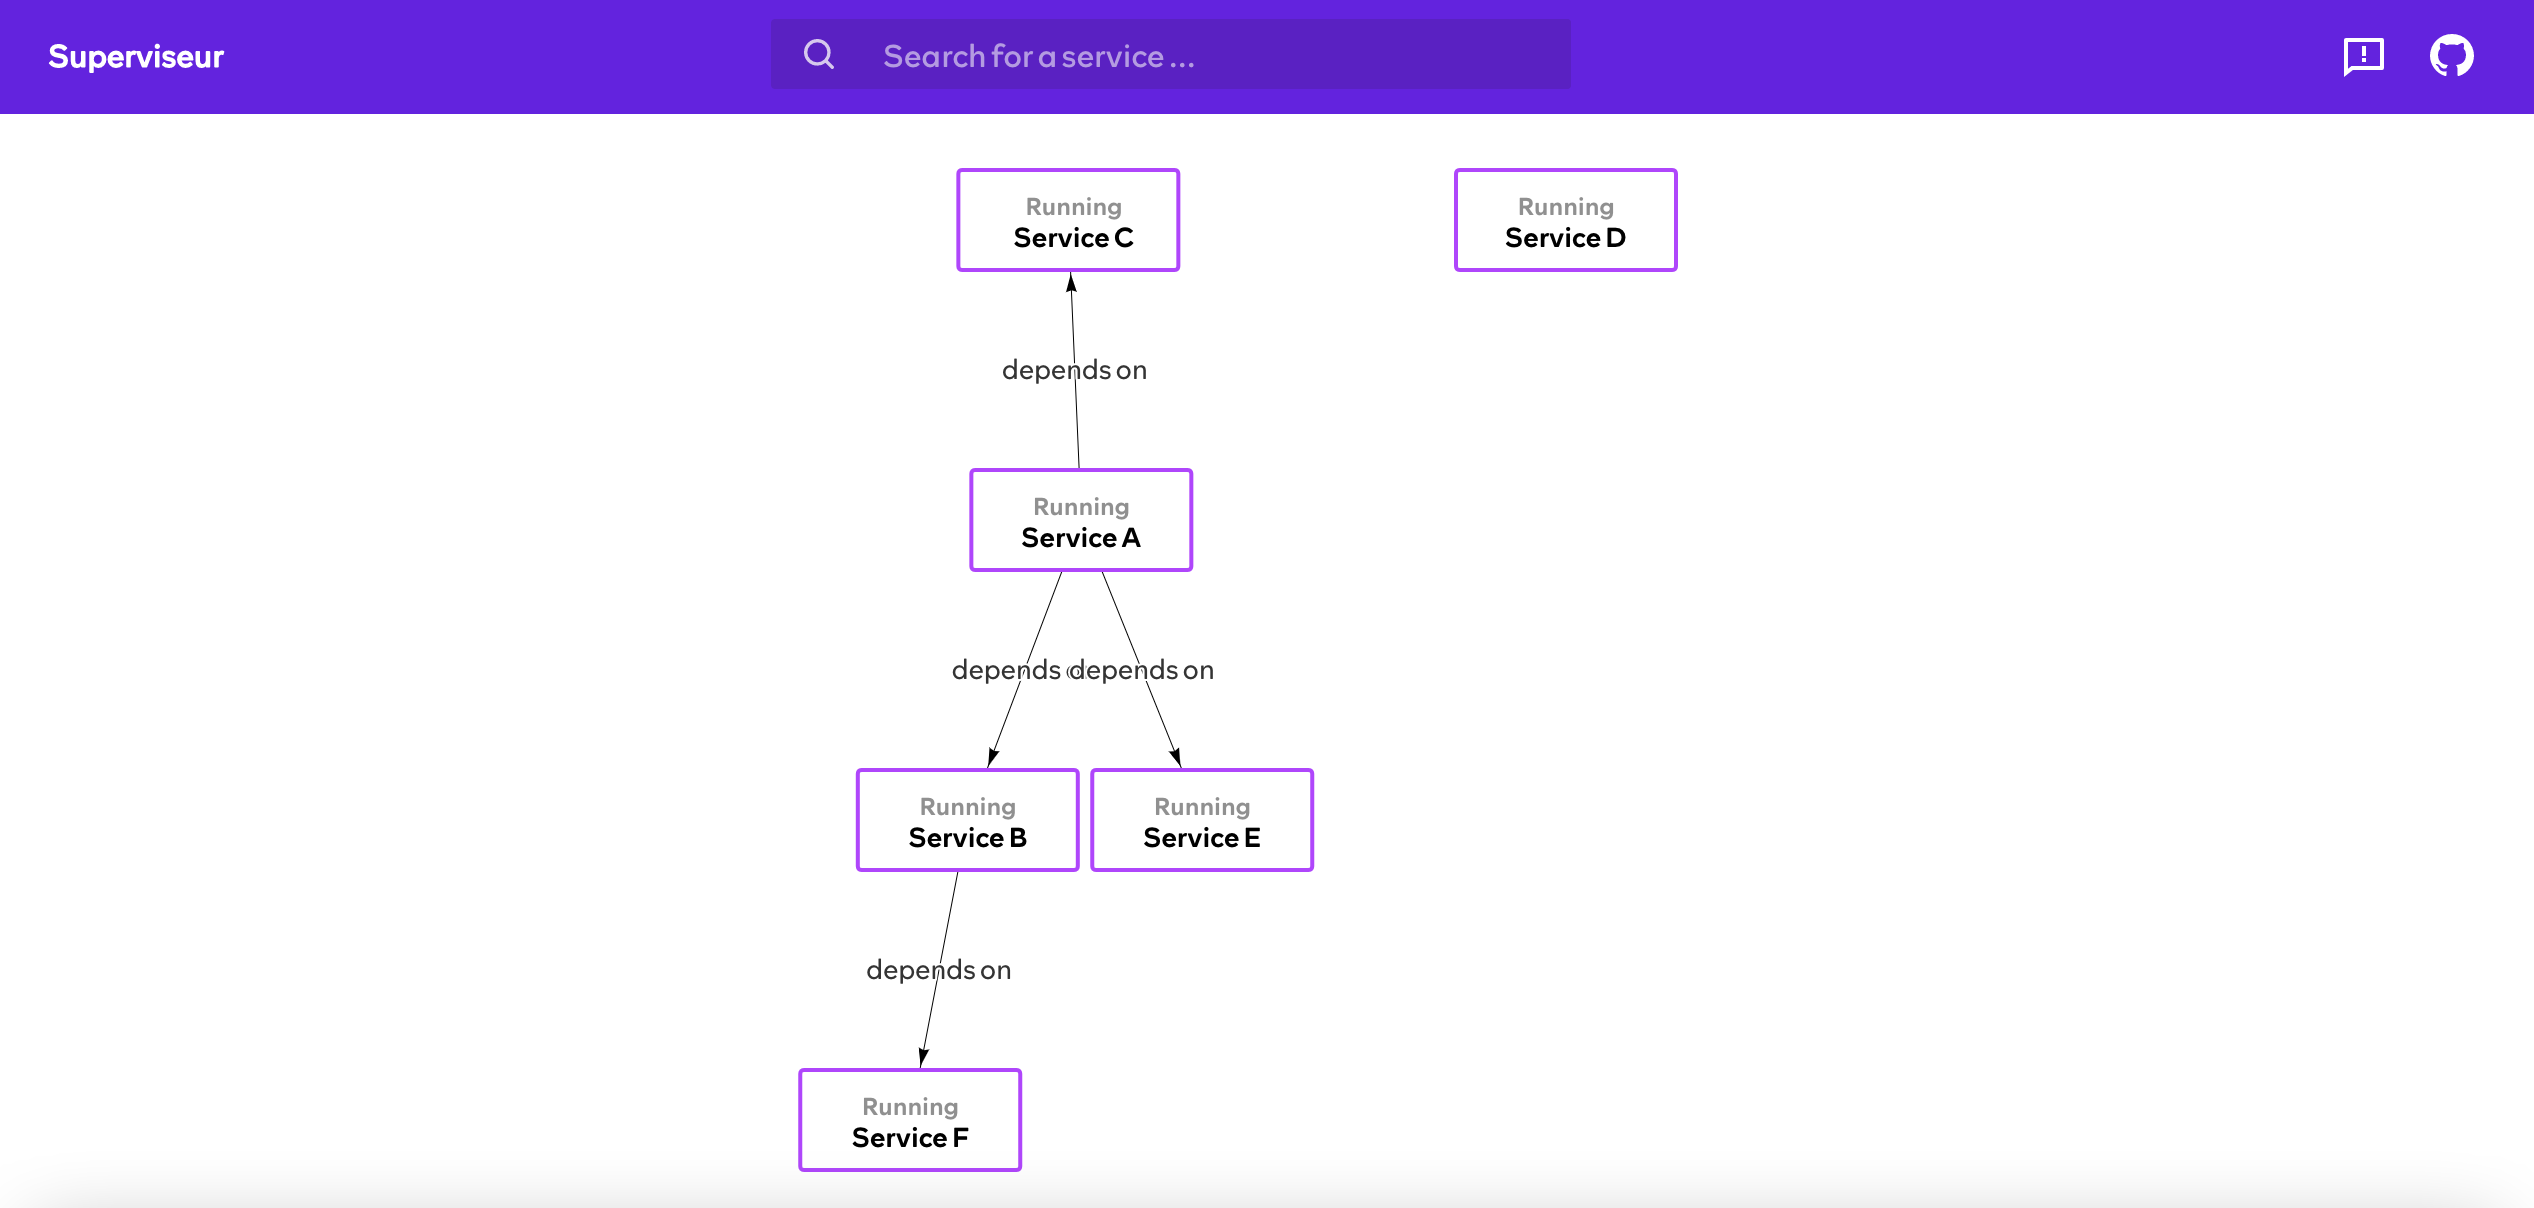 Superviseur
Search for a service ...
Running
Service C
Running
Service D
depends on
Running
Service A
depends
depends on
Running
Service B
Running
Service E
depends on
Running
Service F